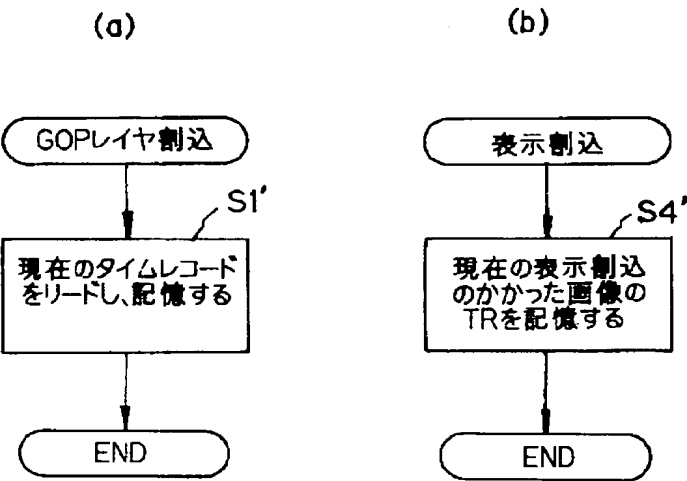 (a)
GOPレイヤ割込
S1'
現在のタイムレコード
をリードし、記憶する
END
(b)
表示割込
S4'
現在の表示割込
のかかった画像の
TRを記憶する
END